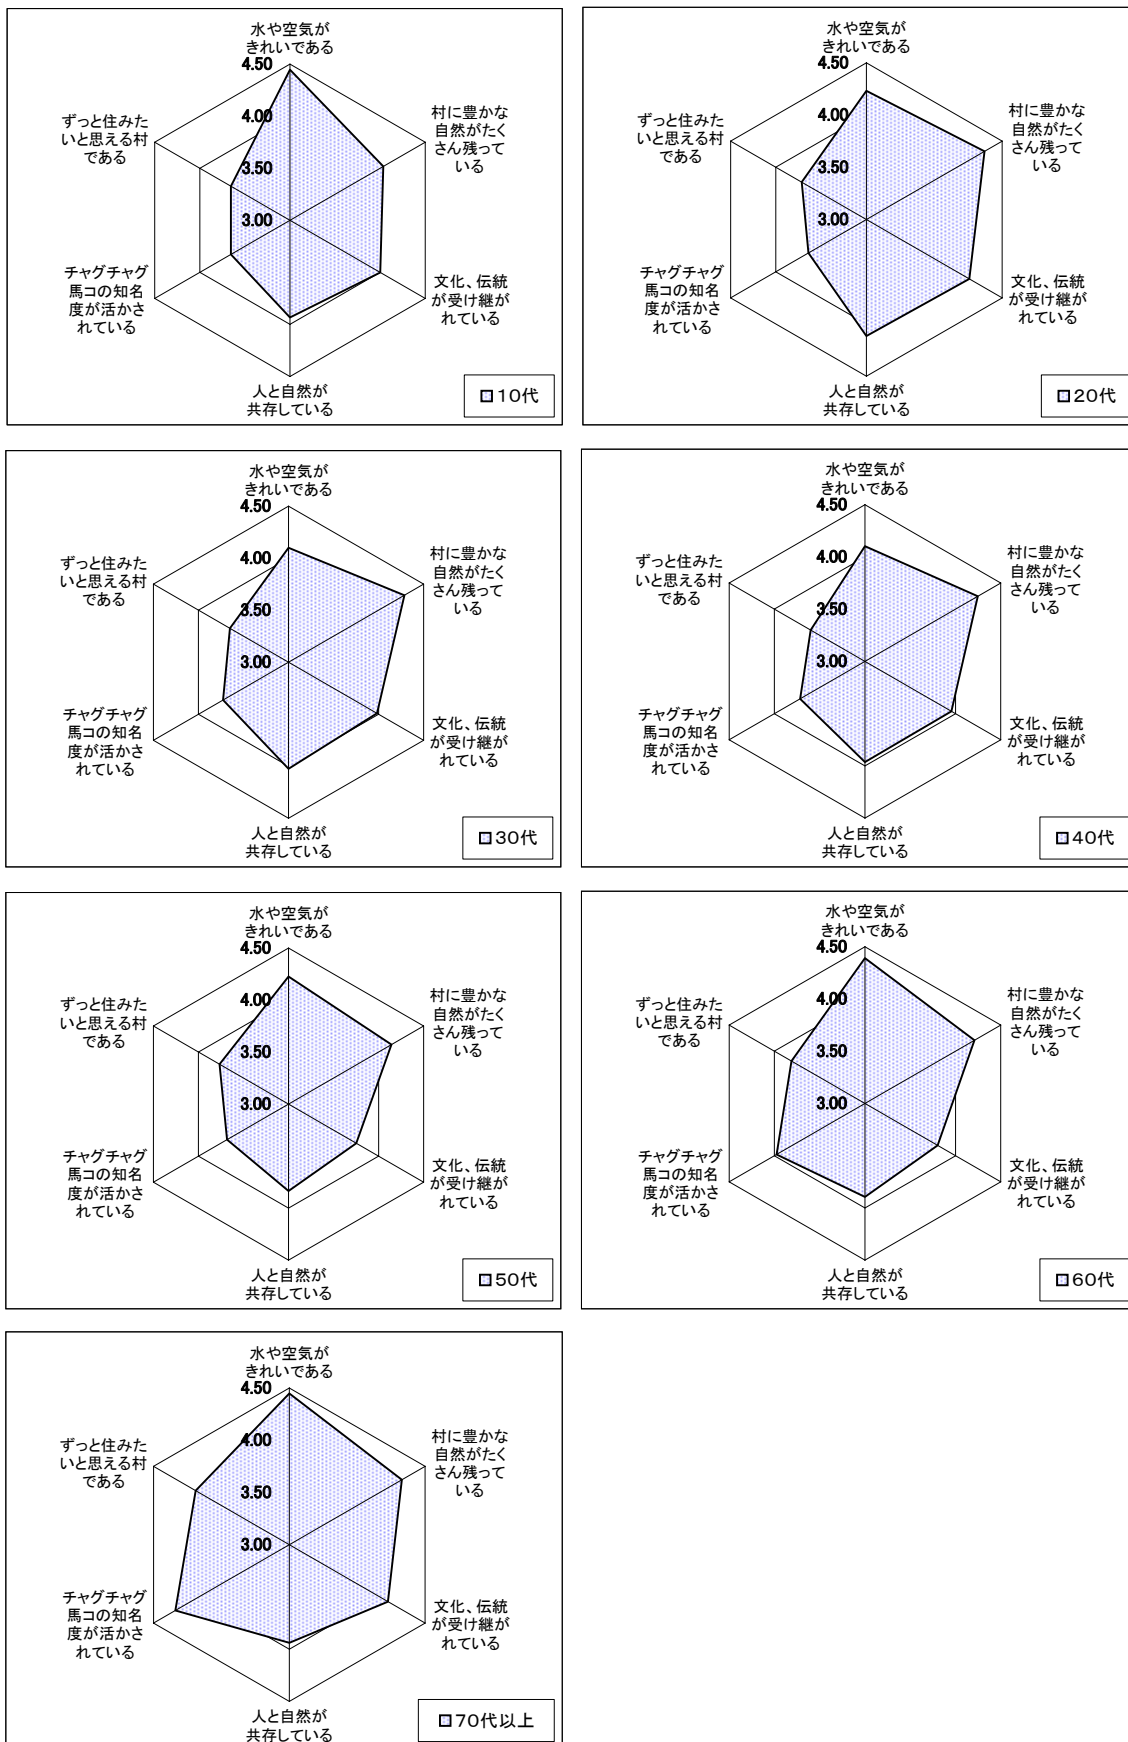 水や空気が
きれいである
4.50
4.00
3.50
3.00
村に豊かな
自然がたく
さん残って
いる
文化、伝統
が受け継が
れている
人と自然が
共存している
チャグチャグ
馬コの知名
度が活かさ
れている
ずっと住みた
いと思える村
である
10代
水や空気が
きれいである
4.50
4.00
3.50
3.00
村に豊かな
自然がたく
さん残って
いる
文化、伝統
が受け継が
れている
人と自然が
共存している
チャグチャグ
馬コの知名
度が活かさ
れている
ずっと住みた
いと思える村
である
20代
水や空気が
きれいである
4.50
4.00
3.50
3.00
村に豊かな
自然がたく
さん残って
いる
文化、伝統
が受け継が
れている
人と自然が
共存している
チャグチャグ
馬コの知名
度が活かさ
れている
ずっと住みた
いと思える村
である
30代
水や空気が
きれいである
4.50
4.00
3.50
3.00
村に豊かな
自然がたく
さん残って
いる
文化、伝統
が受け継が
れている
人と自然が
共存している
チャグチャグ
馬コの知名
度が活かさ
れている
ずっと住みた
いと思える村
である
40代
水や空気が
きれいである
4.50
4.00
3.50
3.00
村に豊かな
自然がたく
さん残って
いる
文化、伝統
が受け継が
れている
人と自然が
共存している
チャグチャグ
馬コの知名
度が活かさ
れている
ずっと住みた
いと思える村
である
50代
水や空気が
きれいである
4.50
4.00
3.50
3.00
村に豊かな
自然がたく
さん残って
いる
文化、伝統
が受け継が
れている
人と自然が
共存している
チャグチャグ
馬コの知名
度が活かさ
れている
ずっと住みた
いと思える村
である
60代
水や空気が
きれいである
4.50
4.00
3.50
3.00
村に豊かな
自然がたく
さん残って
いる
文化、伝統
が受け継が
れている
人と自然が
共存している
チャグチャグ
馬コの知名
度が活かさ
れている
ずっと住みた
いと思える村
である
70代以上